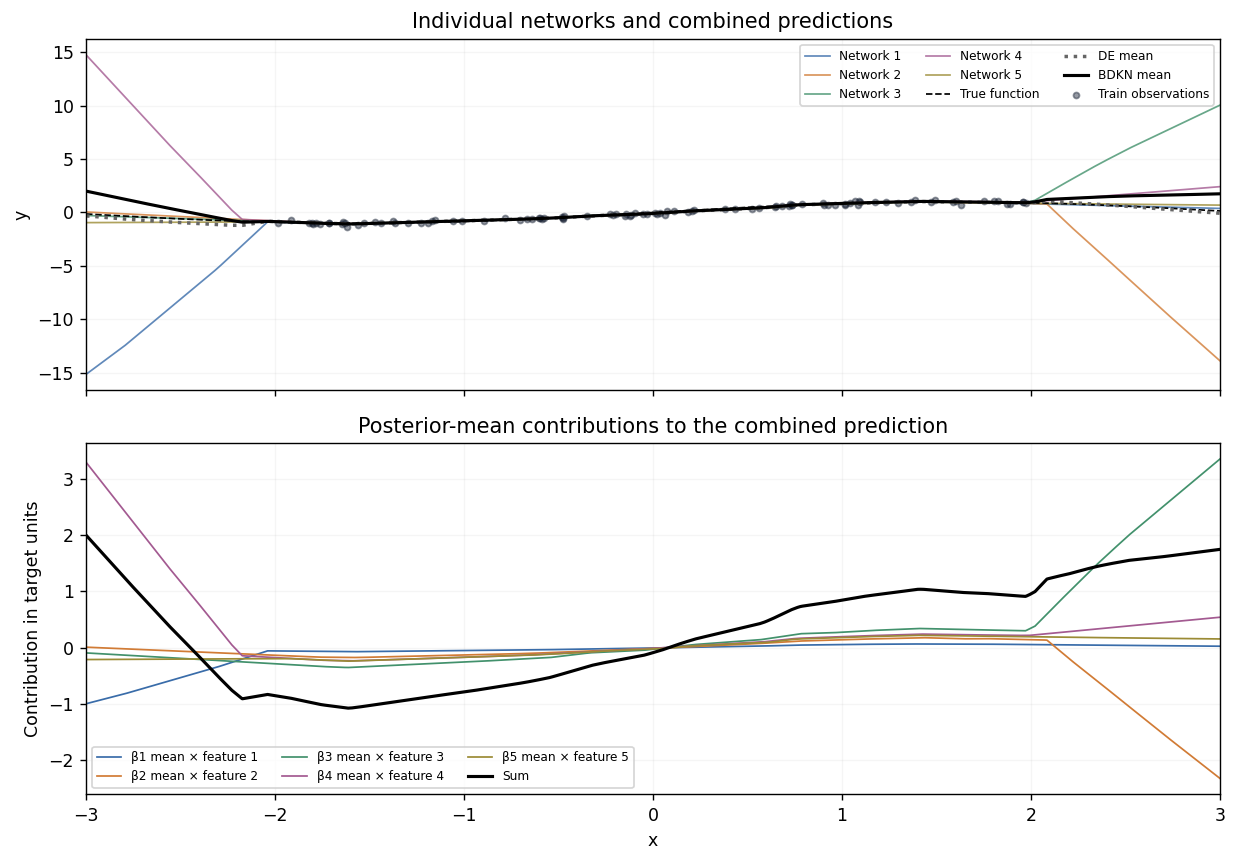 Individual networks and combined predictions
15
10
5
0
−5
−10
−15
y
Network 1
Network 2
Network 3
Network 4
Network 5
True function
DE mean
BDKN mean
Train observations
Posterior-mean contributions to the combined prediction
3
2
1
0
−1
−2
Contribution in target units
β1 mean × feature 1
β2 mean × feature 2
β3 mean × feature 3
β4 mean × feature 4
β5 mean × feature 5
Sum
−3
−2
−1
0
1
2
3
x